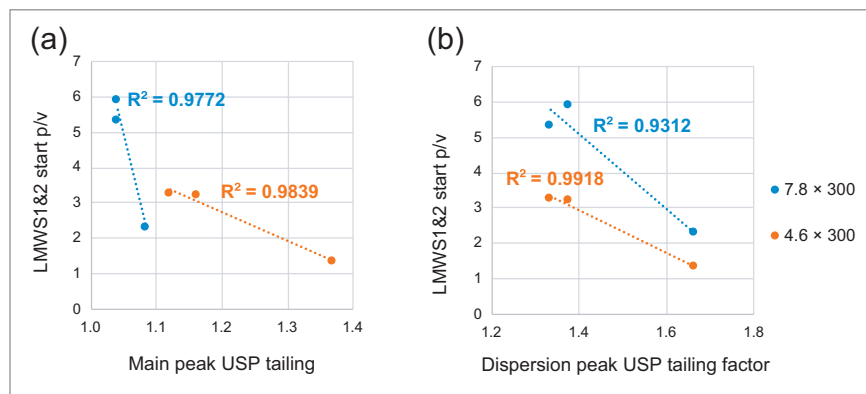 (a)
LMWS1&2 start p/v
7
6
5
4
3
2
1
0
R² = 0.9772
R² = 0.9839
1.0 1.1 1.2 1.3 1.4
Main peak USP tailing
(b)
LMWS1&2 start p/v
7
6
5
4
3
2
1
0
R² = 0.9312
R² = 0.9918
1.2 1.4 1.6 1.8
Dispersion peak USP tailing factor
7.8 × 300
4.6 × 300